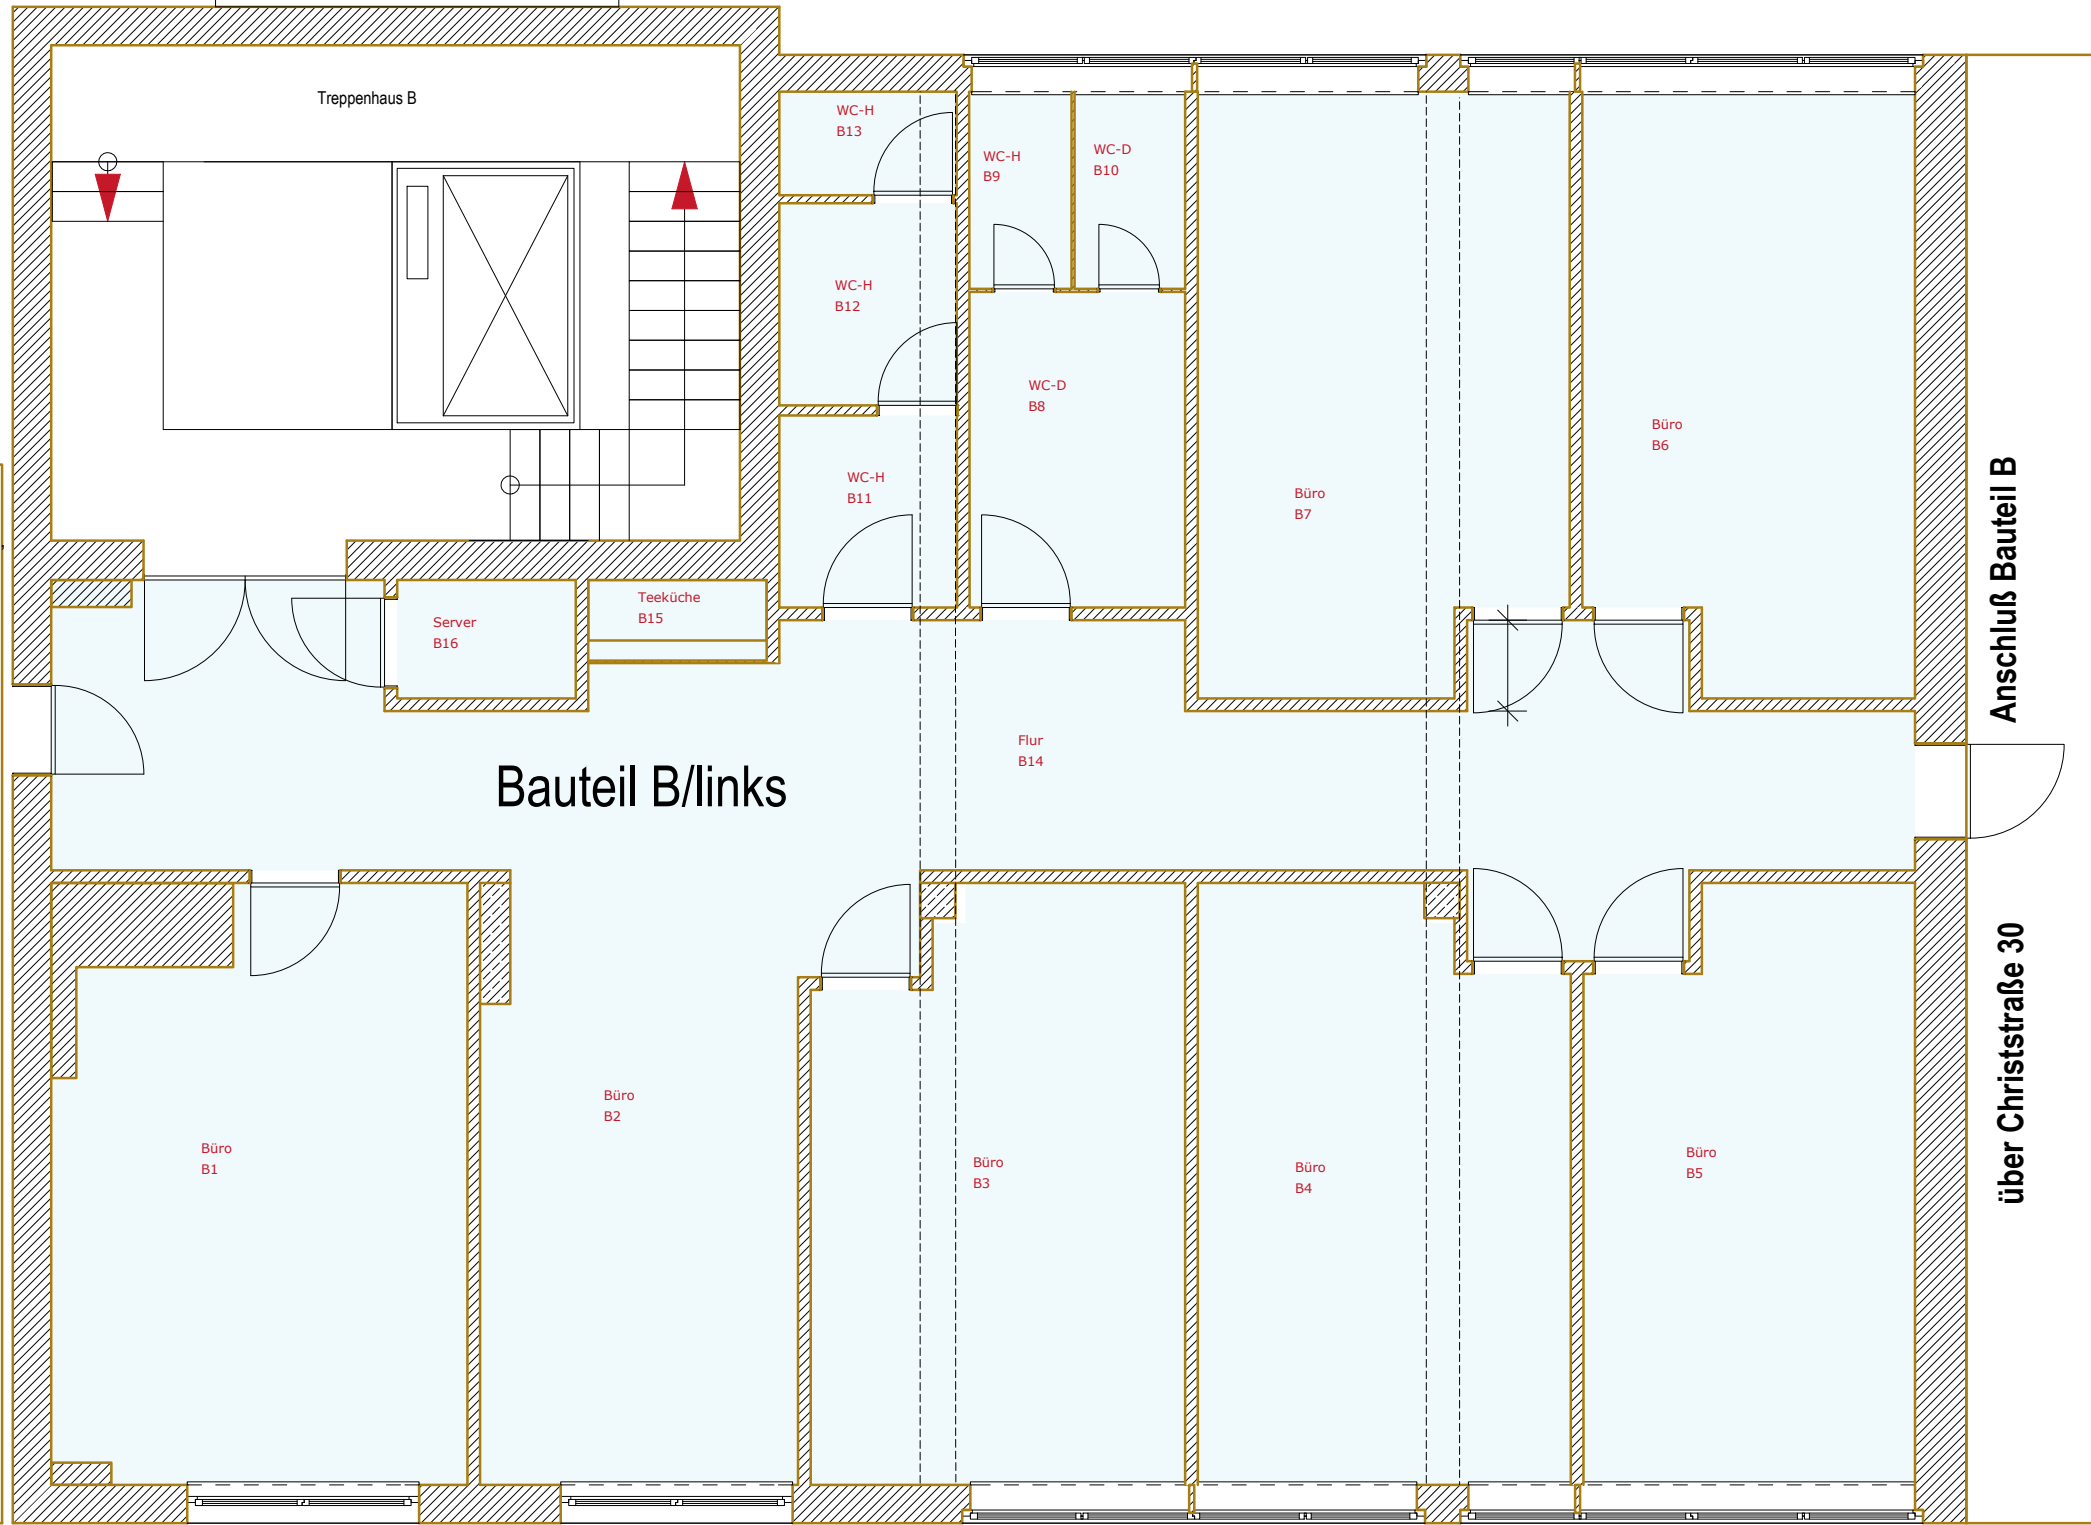 Treppenhaus B
WC-H
B13
WC-H
B9
WC-D
B10
WC-H
B12
WC-D
B8
WC-H
B11
Büro
B7
Büro
B6
Anschluß Bauteil B
Server
B16
Teeküche
B15
Flur
B14
Bauteil B/links
Büro
B1
Büro
B2
Büro
B3
Büro
B4
Büro
B5
über Christstraße 30